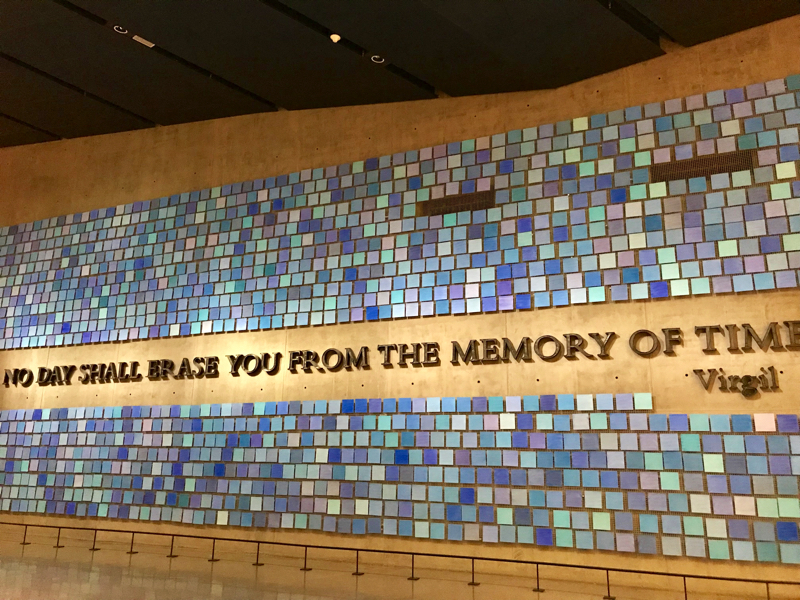 NO DAY SHALL ERASE YOU FROM THE MEMORY OF TIME
Virgil